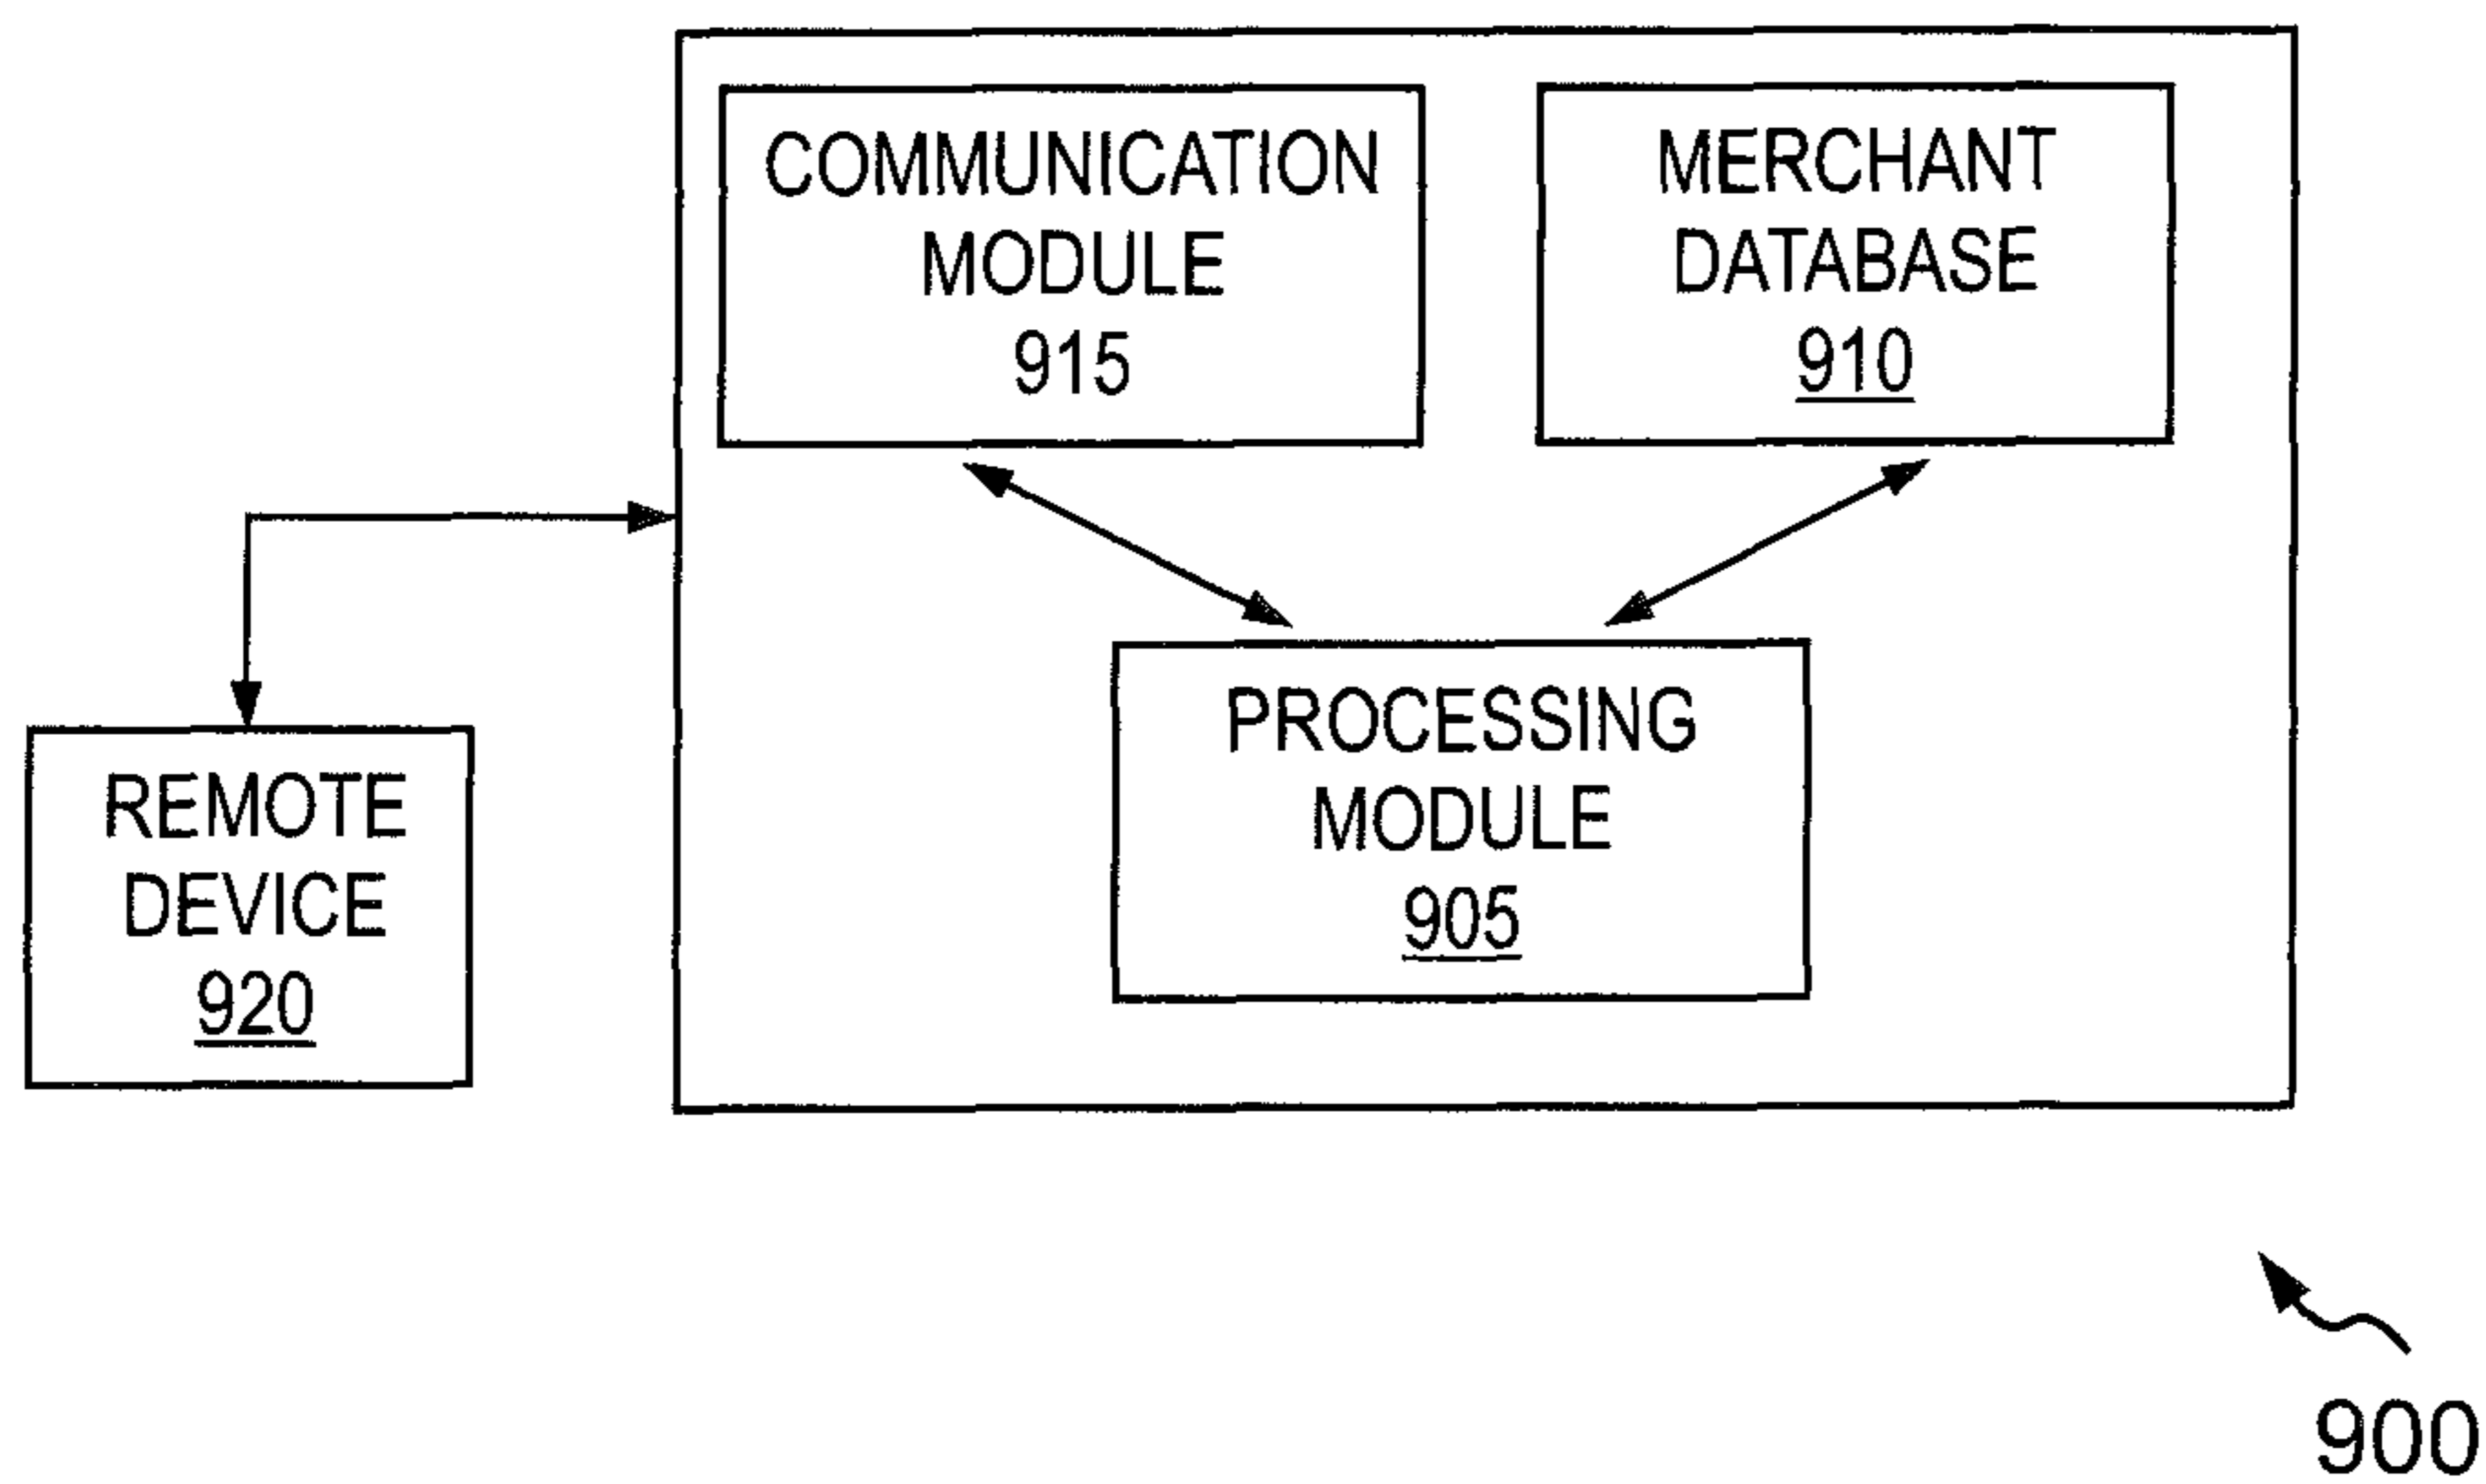 COMMUNICATION
MODULE
915
MERCHANT
DATABASE
910
PROCESSING
MODULE
905
REMOTE
DEVICE
920
900